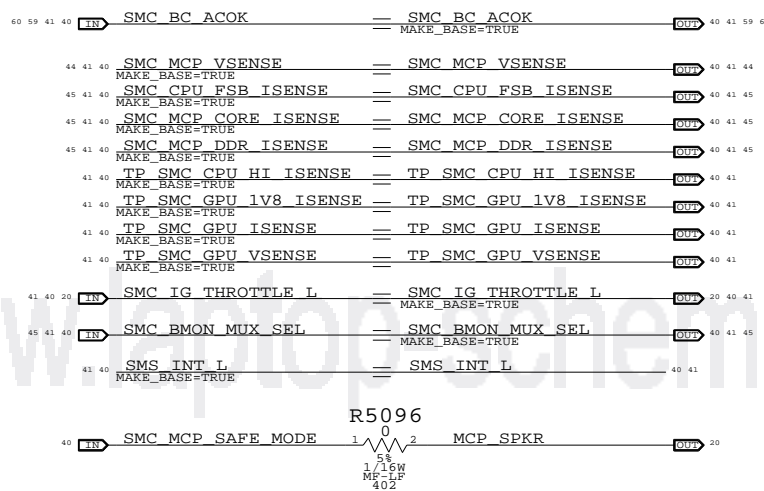 60 59 41 40 IN SMC_BC_ACOK SMC_BC_ACOK OUT 40 41 59 6
MAKE_BASE=TRUE
44 41 40 SMC_MCP_VSENSE SMC_MCP_VSENSE OUT 40 41 44
MAKE_BASE=TRUE
45 41 40 SMC_CPU_FSB_ISENSE SMC_CPU_FSB_ISENSE OUT 40 41 45
MAKE_BASE=TRUE
45 41 40 SMC_MCP_CORE_ISENSE SMC_MCP_CORE_ISENSE OUT 40 41 45
MAKE_BASE=TRUE
45 41 40 SMC_MCP_DDR_ISENSE SMC_MCP_DDR_ISENSE OUT 40 41 45
MAKE_BASE=TRUE
41 40 TP_SMC_CPU_HI_ISENSE TP_SMC_CPU_HI_ISENSE OUT 40 41
MAKE_BASE=TRUE
41 40 TP_SMC_GPU_1V8_ISENSE TP_SMC_GPU_1V8_ISENSE OUT 40 41
MAKE_BASE=TRUE
41 40 TP_SMC_GPU_ISENSE TP_SMC_GPU_ISENSE OUT 40 41
MAKE_BASE=TRUE
41 40 TP_SMC_GPU_VSENSE TP_SMC_GPU_VSENSE OUT 40 41
MAKE_BASE=TRUE
41 40 20 IN SMC_IG_THROTTLE_L SMC_IG_THROTTLE_L OUT 20 40 41
MAKE_BASE=TRUE
45 41 40 IN SMC_BMON_MUX_SEL SMC_BMON_MUX_SEL OUT 40 41 45
MAKE_BASE=TRUE
41 40 SMS_INT_L SMS_INT_L 40 41
MAKE_BASE=TRUE
w.laptop-schem
R5096
40 IN SMC_MCP_SAFE_MODE 1 0 2 MCP_SPKR OUT 20
5%
1/16W
MF-LF
402